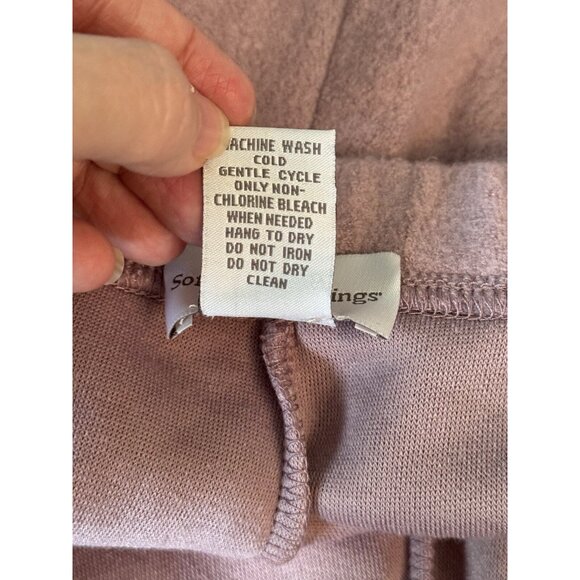 MACHINE WASH
COLD
GENTLE CYCLE
ONLY NON-
CHLORINE BLEACH
WHEN NEEDED
HANG TO DRY
DO NOT IRON
DO NOT DRY
CLEAN